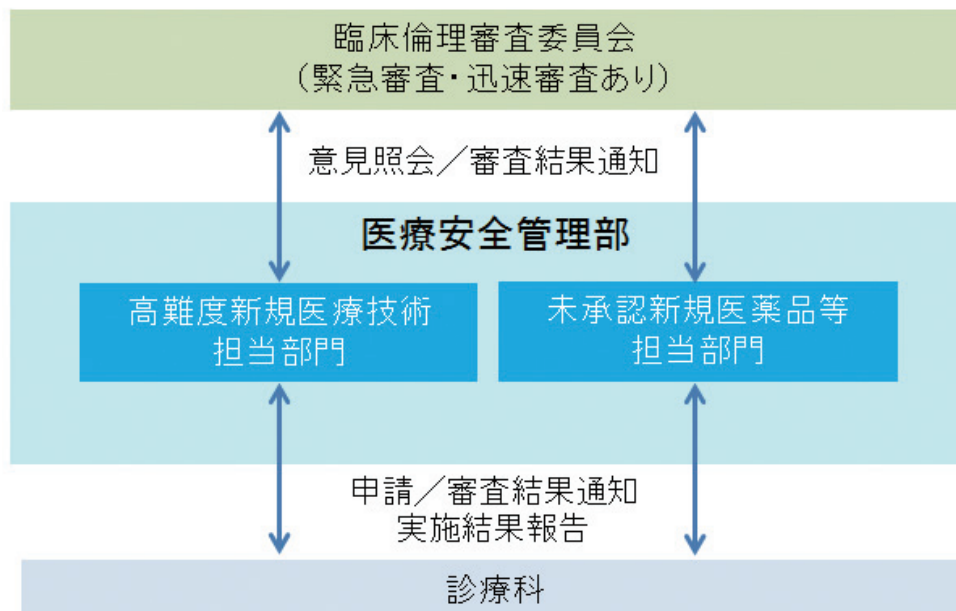 臨床倫理審査委員会
（緊急審査・迅速審査あり）
意見照会／審査結果通知
医療安全管理部
高難度新規医療技術
担当部門
未承認新規医薬品等
担当部門
申請／審査結果通知
実施結果報告
診療科